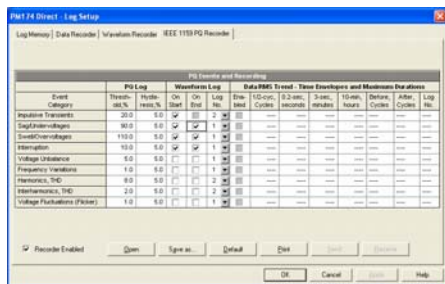 PM174 Direct - Log Setup
Log Memory | Data Recorder | Waveform Recorder | IEEE 1159 PQ Recorder
PQ Events and Recording
PQ Log Waveform Log Data RMS Trend - Time Envelopes and Maximum Durations
Event Category Thresh-old,% Hyste-resis,% On Start On End Log No. Ena-bled 1/2-cyc, Cycles 0.2-sec, seconds 3-sec, minutes 10-min, hours Before, Cycles After, Cycles Log No.
Impulsive Transients 20.0 5.0 2 ---- ---- ---- ---- ---- ---- ----
Sags/Undervoltages 90.0 5.0 1 ---- ---- ---- ---- ---- ---- ----
Swells/Overvoltages 110.0 5.0 1 ---- ---- ---- ---- ---- ---- ----
Interruption 10.0 5.0 1 ---- ---- ---- ---- ---- ---- ----
Voltage Unbalance 5.0 5.0 1 ---- ---- ---- ---- ---- ---- ----
Frequency Variations 1.0 5.0 1 ---- ---- ---- ---- ---- ---- ----
Harmonics, THD 8.0 5.0 2 ---- ---- ---- ---- ---- ---- ----
Interharmonics, THD 2.0 5.0 2 ---- ---- ---- ---- ---- ---- ----
Voltage Fluctuations (Flicker) 1.0 5.0 1 ---- ---- ---- ---- ---- ---- ----
Recorder Enabled Open Save as... Default Print Send Receive
OK Cancel Apply Help